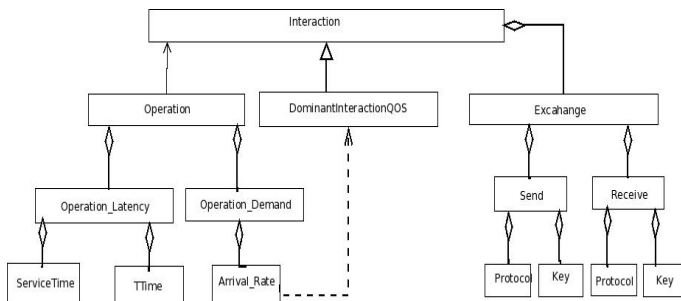 Interaction
Operation
DominantInteractionQOS
Excahange
Operation_Latency
Operation_Demand
Send
Receive
ServiceTime
TTime
Arrival_Rate
Protocol
Key
Protocol
Key